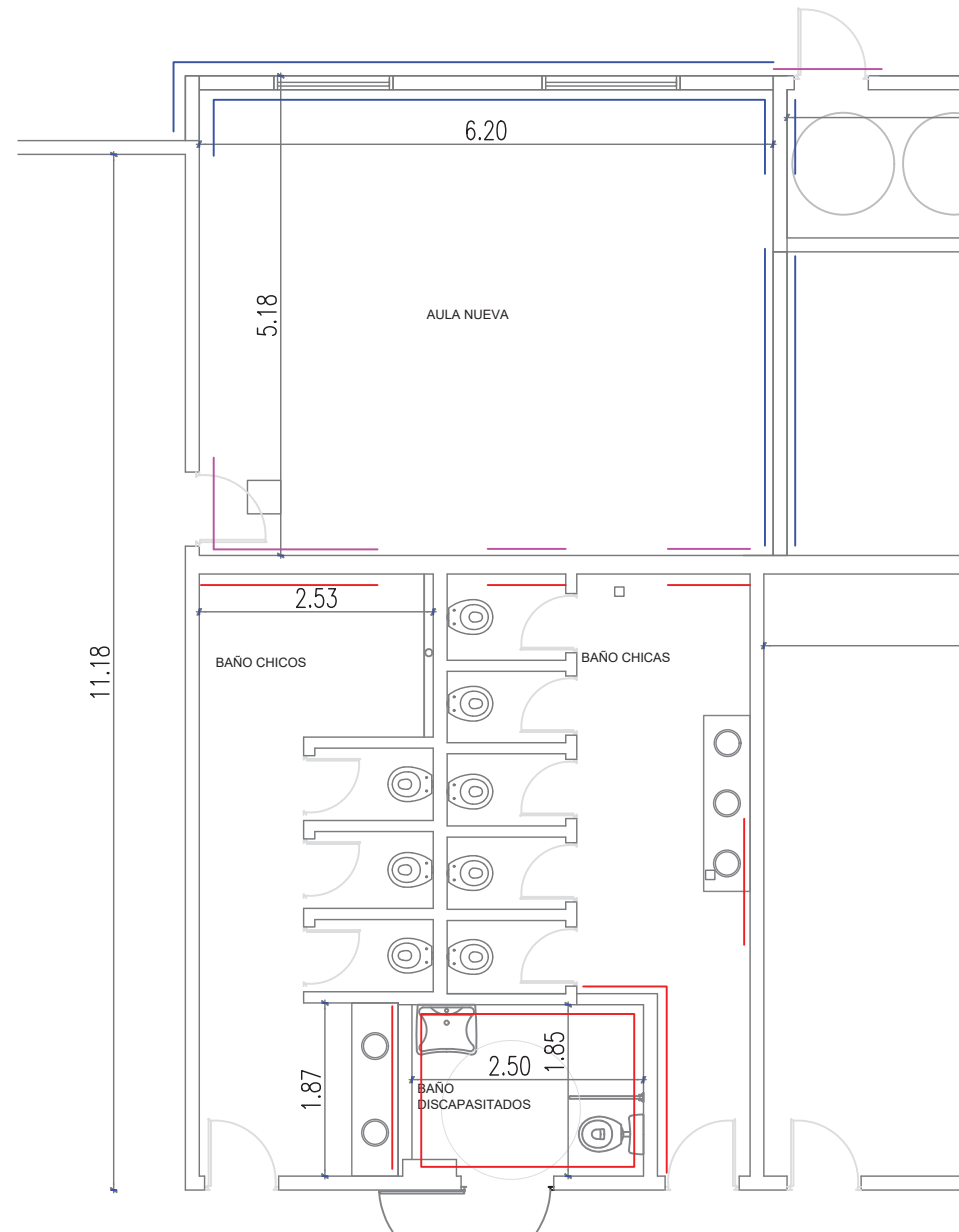 6.20
5.18
AULA NUEVA
2.53
11.18
BAÑO CHICOS
BAÑO CHICAS
1.87
2.50
1.85
BAÑO
DISCAPASITADOS